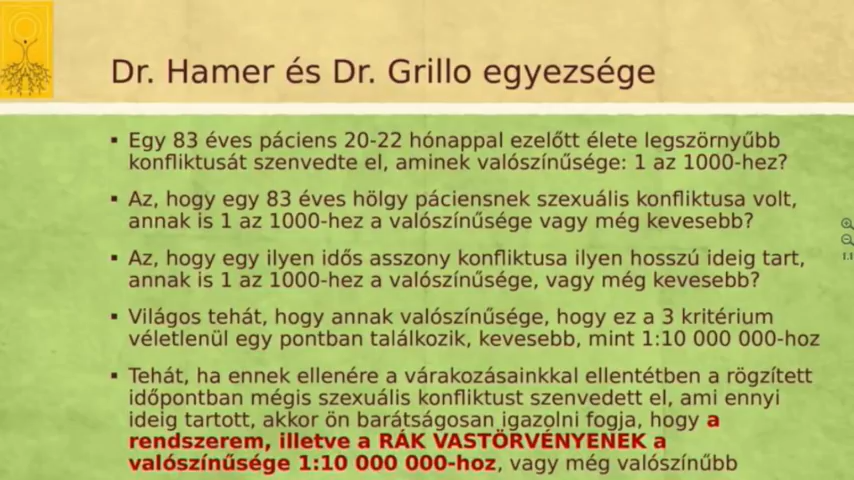 Dr. Hamer és Dr. Grillo egyezsége
▪ Egy 83 éves páciens 20-22 hónappal ezelőtt élete legszörnyűbb
konfliktusát szenvedte el, aminek valószínűsége: 1 az 1000-hez?
▪ Az, hogy egy 83 éves hölgy páciensnek szexuális konfliktusa volt,
annak is 1 az 1000-hez a valószínűsége vagy még kevesebb?
▪ Az, hogy egy ilyen idős asszony konfliktusa ilyen hosszú ideig tart,
annak is 1 az 1000-hez a valószínűsége, vagy még kevesebb?
▪ Világos tehát, hogy annak valószínűsége, hogy ez a 3 kritérium
véletlenül egy pontban találkozik, kevesebb, mint 1:10 000 000-hoz
▪ Tehát, ha ennek ellenére a várakozásainkkal ellentétben a rögzített
időpontban mégis szexuális konfliktust szenvedett el, ami ennyi
ideig tartott, akkor ön barátságosan igazolni fogja, hogy a
rendszerem, illetve a RÁK VASTÖRVÉNYENEK a
valószínűsége 1:10 000 000-hoz, vagy még valószínűbb